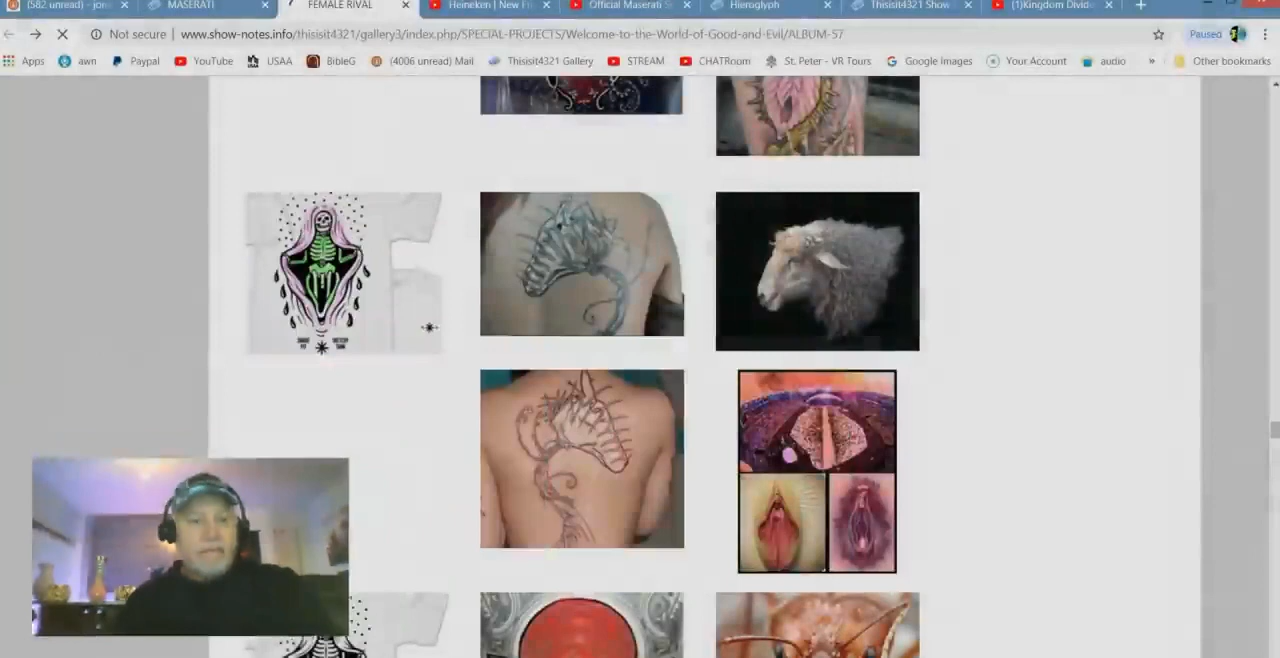 (582 unread) - jon
MASERATI
FEMALE RIVAL
Heineken | New Fi
Official Maserati S
Hieroglyph
Thisisit4321 Show
(1)Kingdom Divid
Not secure | www.show-notes.info/thisisit4321/gallery3/index.php/SPECIAL-PROJECTS/Welcome-to-the-World-of-Good-and-Evil/ALBUM-57
Paused
Apps
awn
Paypal
YouTube
USAA
BibleG
(4006 unread) Mail
Thisisit4321 Gallery
STREAM
CHATRoom
St. Peter - VR Tours
Google Images
Your Account
audio
»
Other bookmarks